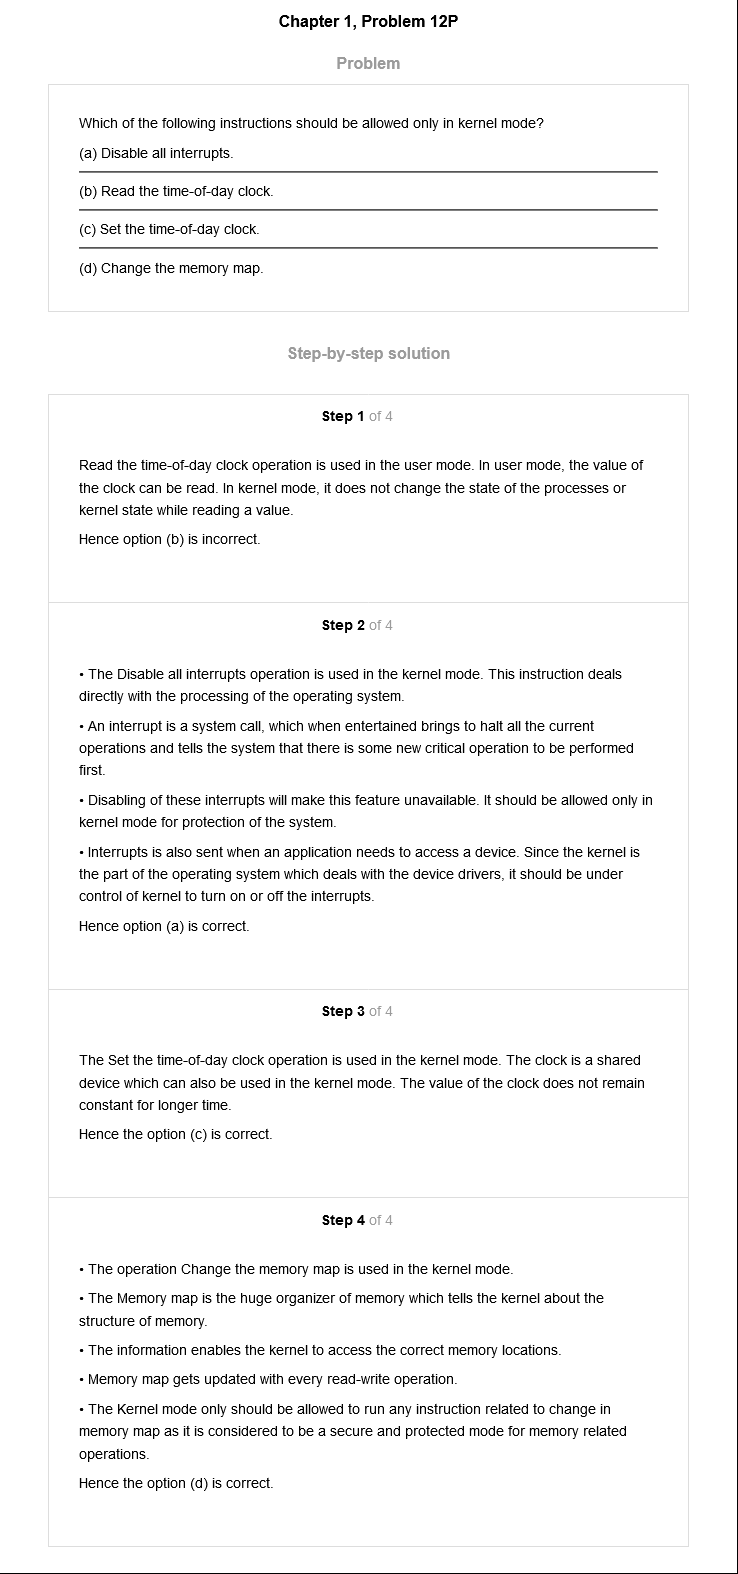 Chapter 1, Problem 12P
Problem
Which of the following instructions should be allowed only in kernel mode?
(a) Disable all interrupts.
(b) Read the time-of-day clock.
(c) Set the time-of-day clock.
(d) Change the memory map.
Step-by-step solution
Step 1 of 4
Read the time-of-day clock operation is used in the user mode. In user mode, the value of
the clock can be read. In kernel mode, it does not change the state of the processes or
kernel state while reading a value.
Hence option (b) is incorrect.
Step 2 of 4
• The Disable all interrupts operation is used in the kernel mode. This instruction deals
directly with the processing of the operating system.
• An interrupt is a system call, which when entertained brings to halt all the current
operations and tells the system that there is some new critical operation to be performed
first.
• Disabling of these interrupts will make this feature unavailable. It should be allowed only in
kernel mode for protection of the system.
• Interrupts is also sent when an application needs to access a device. Since the kernel is
the part of the operating system which deals with the device drivers, it should be under
control of kernel to turn on or off the interrupts.
Hence option (a) is correct.
Step 3 of 4
The Set the time-of-day clock operation is used in the kernel mode. The clock is a shared
device which can also be used in the kernel mode. The value of the clock does not remain
constant for longer time.
Hence the option (c) is correct.
Step 4 of 4
• The operation Change the memory map is used in the kernel mode.
• The Memory map is the huge organizer of memory which tells the kernel about the
structure of memory.
• The information enables the kernel to access the correct memory locations.
• Memory map gets updated with every read-write operation.
• The Kernel mode only should be allowed to run any instruction related to change in
memory map as it is considered to be a secure and protected mode for memory related
operations.
Hence the option (d) is correct.